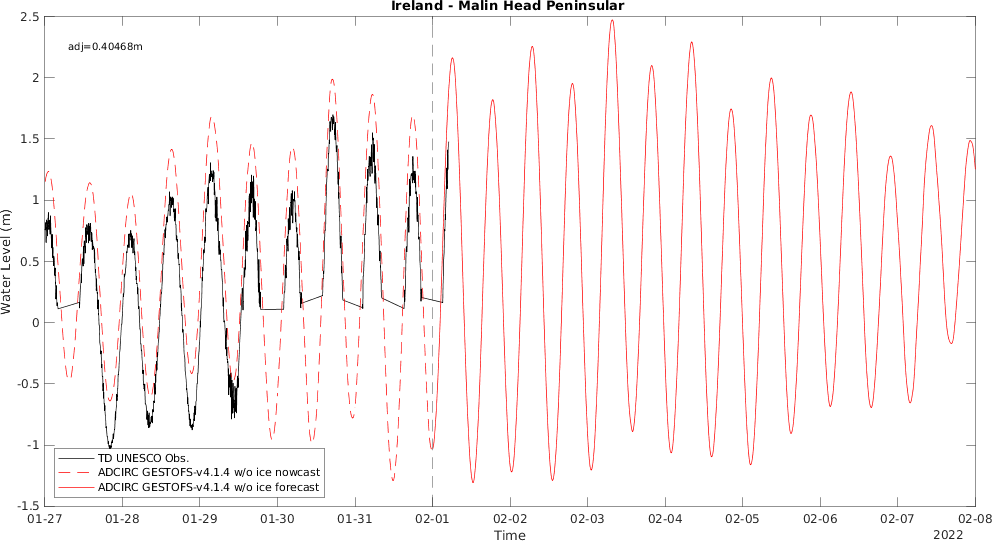 Ireland - Malin Head Peninsular
adj=0.40468m
2.5
2
1.5
1
0.5
0
-0.5
-1
-1.5
Water Level (m)
TD UNESCO Obs.
ADCIRC GESTOFS-v4.1.4 w/o ice nowcast
ADCIRC GESTOFS-v4.1.4 w/o ice forecast
01-27 01-28 01-29 01-30 01-31 02-01 02-02 02-03 02-04 02-05 02-06 02-07 02-08
Time
2022